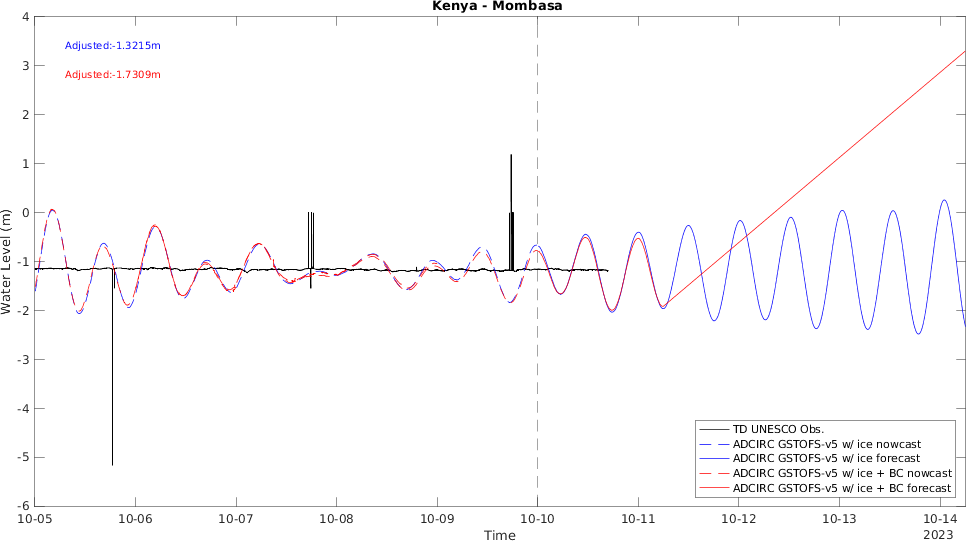 Kenya - Mombasa
Adjusted:-1.3215m
Adjusted:-1.7309m
Water Level (m)
4
3
2
1
0
-1
-2
-3
-4
-5
-6
TD UNESCO Obs.
ADCIRC GSTOFS-v5 w/ ice nowcast
ADCIRC GSTOFS-v5 w/ ice forecast
ADCIRC GSTOFS-v5 w/ ice + BC nowcast
ADCIRC GSTOFS-v5 w/ ice + BC forecast
10-05 10-06 10-07 10-08 10-09 10-10 10-11 10-12 10-13 10-14
Time
2023